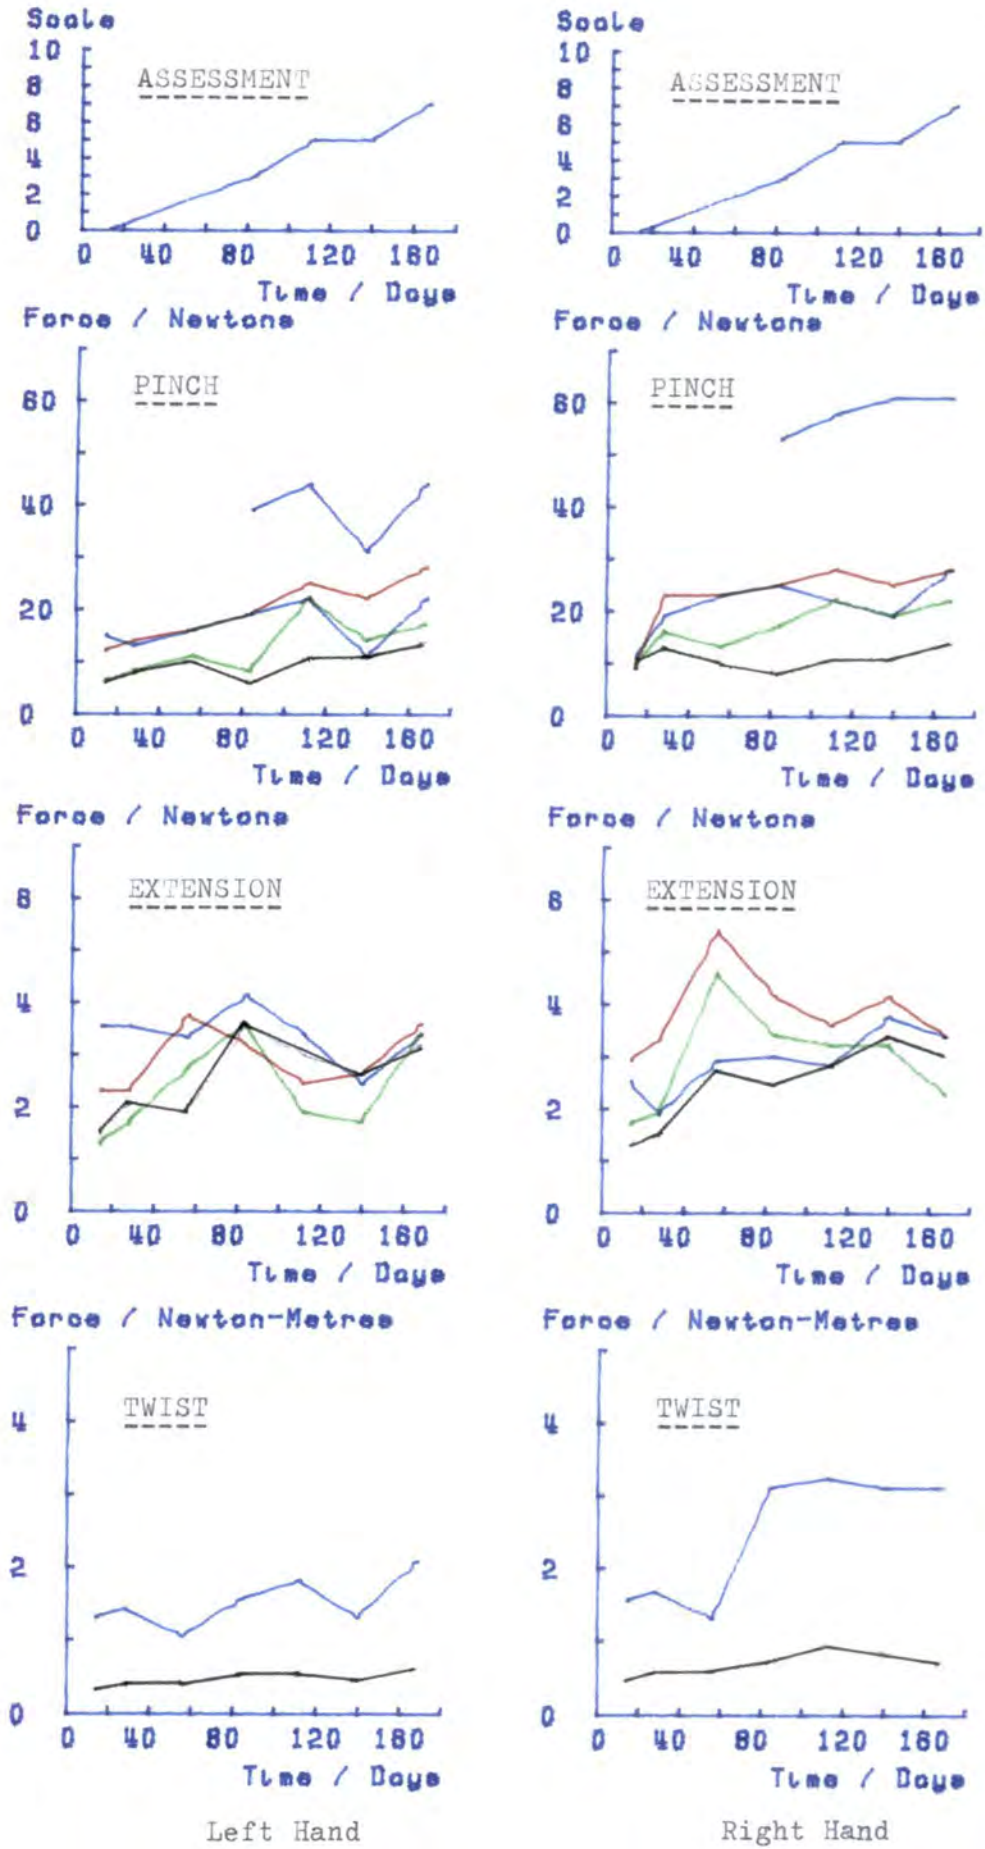 Scale
10
8
6
4
2
0
ASSESSMENT
0 40 80 120 160
Time / Days
Scale
10
8
6
4
2
0
ASSESSMENT
0 40 80 120 160
Time / Days
Force / Newtons
PINCH
60
40
20
0
0 40 80 120 160
Time / Days
Force / Newtons
PINCH
60
40
20
0
0 40 80 120 160
Time / Days
Force / Newtons
EXTENSION
6
4
2
0
0 40 80 120 160
Time / Days
Force / Newtons
EXTENSION
6
4
2
0
0 40 80 120 160
Time / Days
Force / Newton-Metres
TWIST
4
2
0
0 40 80 120 160
Time / Days
Left Hand
Force / Newton-Metres
TWIST
4
2
0
0 40 80 120 160
Time / Days
Right Hand